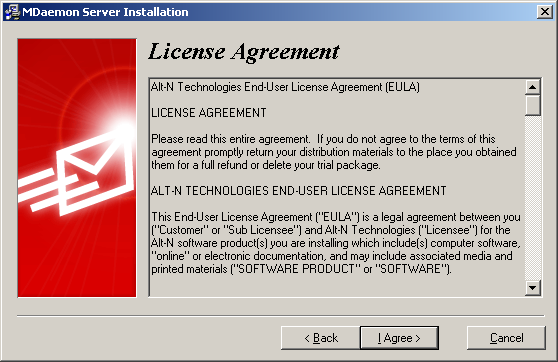 MDaemon Server Installation
License Agreement
Alt-N Technologies End-User License Agreement (EULA)
LICENSE AGREEMENT
Please read this entire agreement.  If you do not agree to the terms of this
agreement promptly return your distribution materials to the place you obtained
them for a full refund or delete your trial package.
ALT-N TECHNOLOGIES END-USER LICENSE AGREEMENT
This End-User License Agreement ("EULA") is a legal agreement between you
("Customer" or "Sub Licensee") and Alt-N Technologies ("Licensee") for the
Alt-N software product(s) you are installing which include(s) computer software,
"online" or electronic documentation, and may include associated media and
printed materials ("SOFTWARE PRODUCT" or "SOFTWARE").
< Back
I Agree >
Cancel